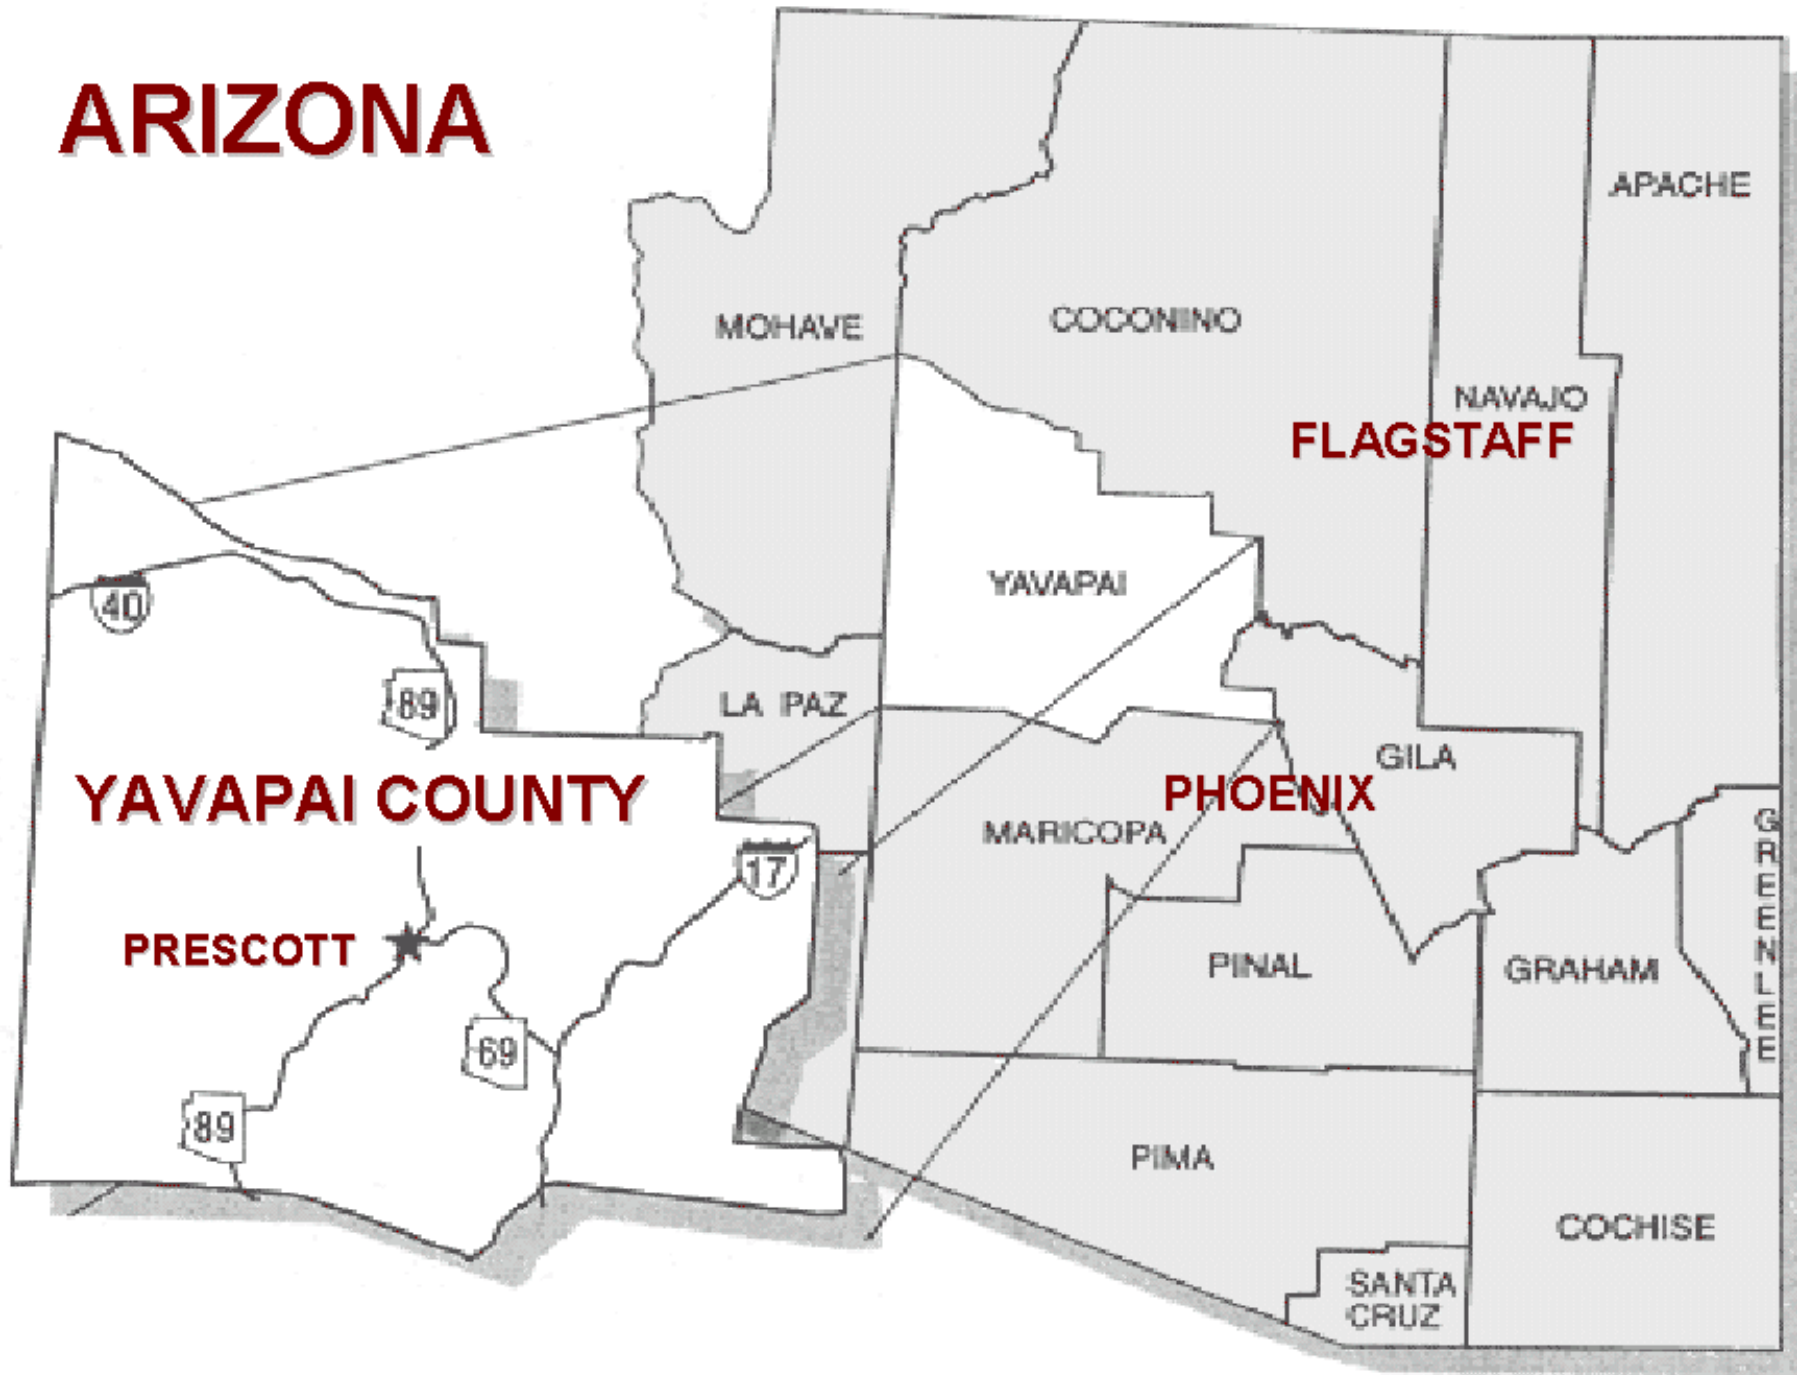 ARIZONA
APACHE
MOHAVE
COCONINO
NAVAJO
FLAGSTAFF
YAVAPAI
40
89
LA PAZ
GILA
YAVAPAI COUNTY
PHOENIX
MARICOPA
GREENLEE
17
PRESCOTT
PINAL
GRAHAM
69
89
PIMA
COCHISE
SANTA
CRUZ